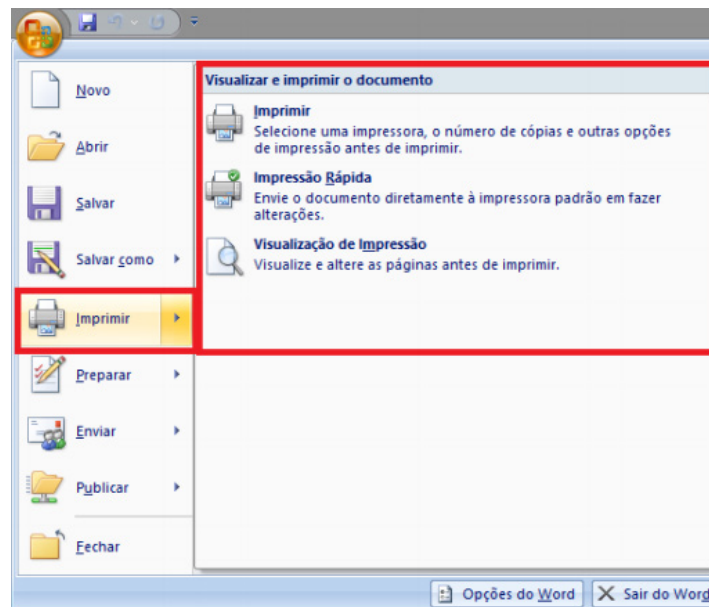 Novo
Abrir
Salvar
Salvar como
Imprimir
Preparar
Enviar
Publicar
Fechar
Visualizar e imprimir o documento
Imprimir
Selecione uma impressora, o número de cópias e outras opções
de impressão antes de imprimir.
Impressão Rápida
Envie o documento diretamente à impressora padrão em fazer
alterações.
Visualização de Impressão
Visualize e altere as páginas antes de imprimir.
Opções do Word
Sair do Word